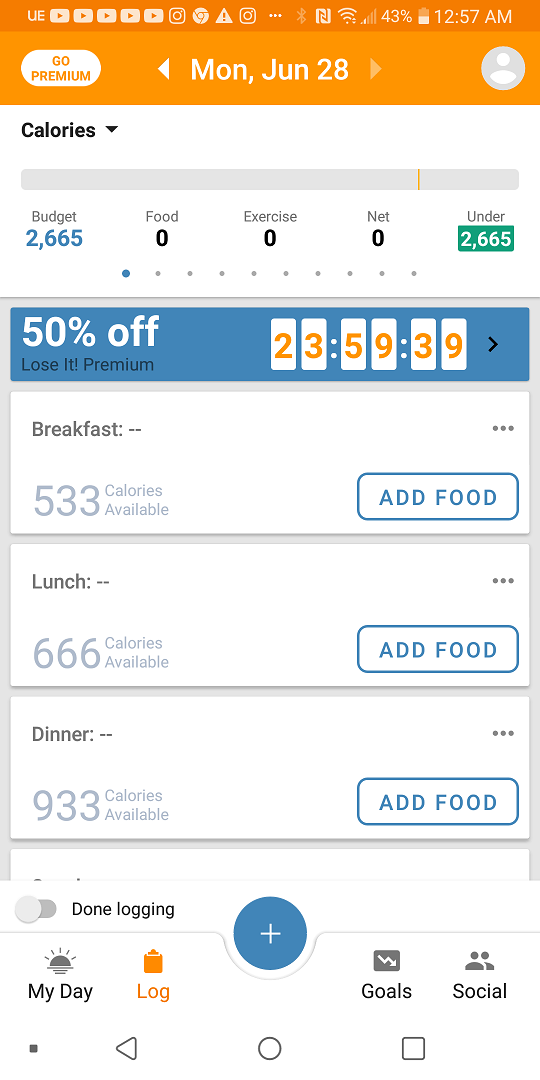 UE ... 43% 12:57 AM
GO PREMIUM
Mon, Jun 28
Calories
Budget Food Exercise Net Under
2,665 0 0 0 2,665
50% off
23:59:39
Lose It! Premium
Breakfast: --
533 Calories Available
ADD FOOD
Lunch: --
666 Calories Available
ADD FOOD
Dinner: --
933 Calories Available
ADD FOOD
Done logging
+
My Day Log Goals Social